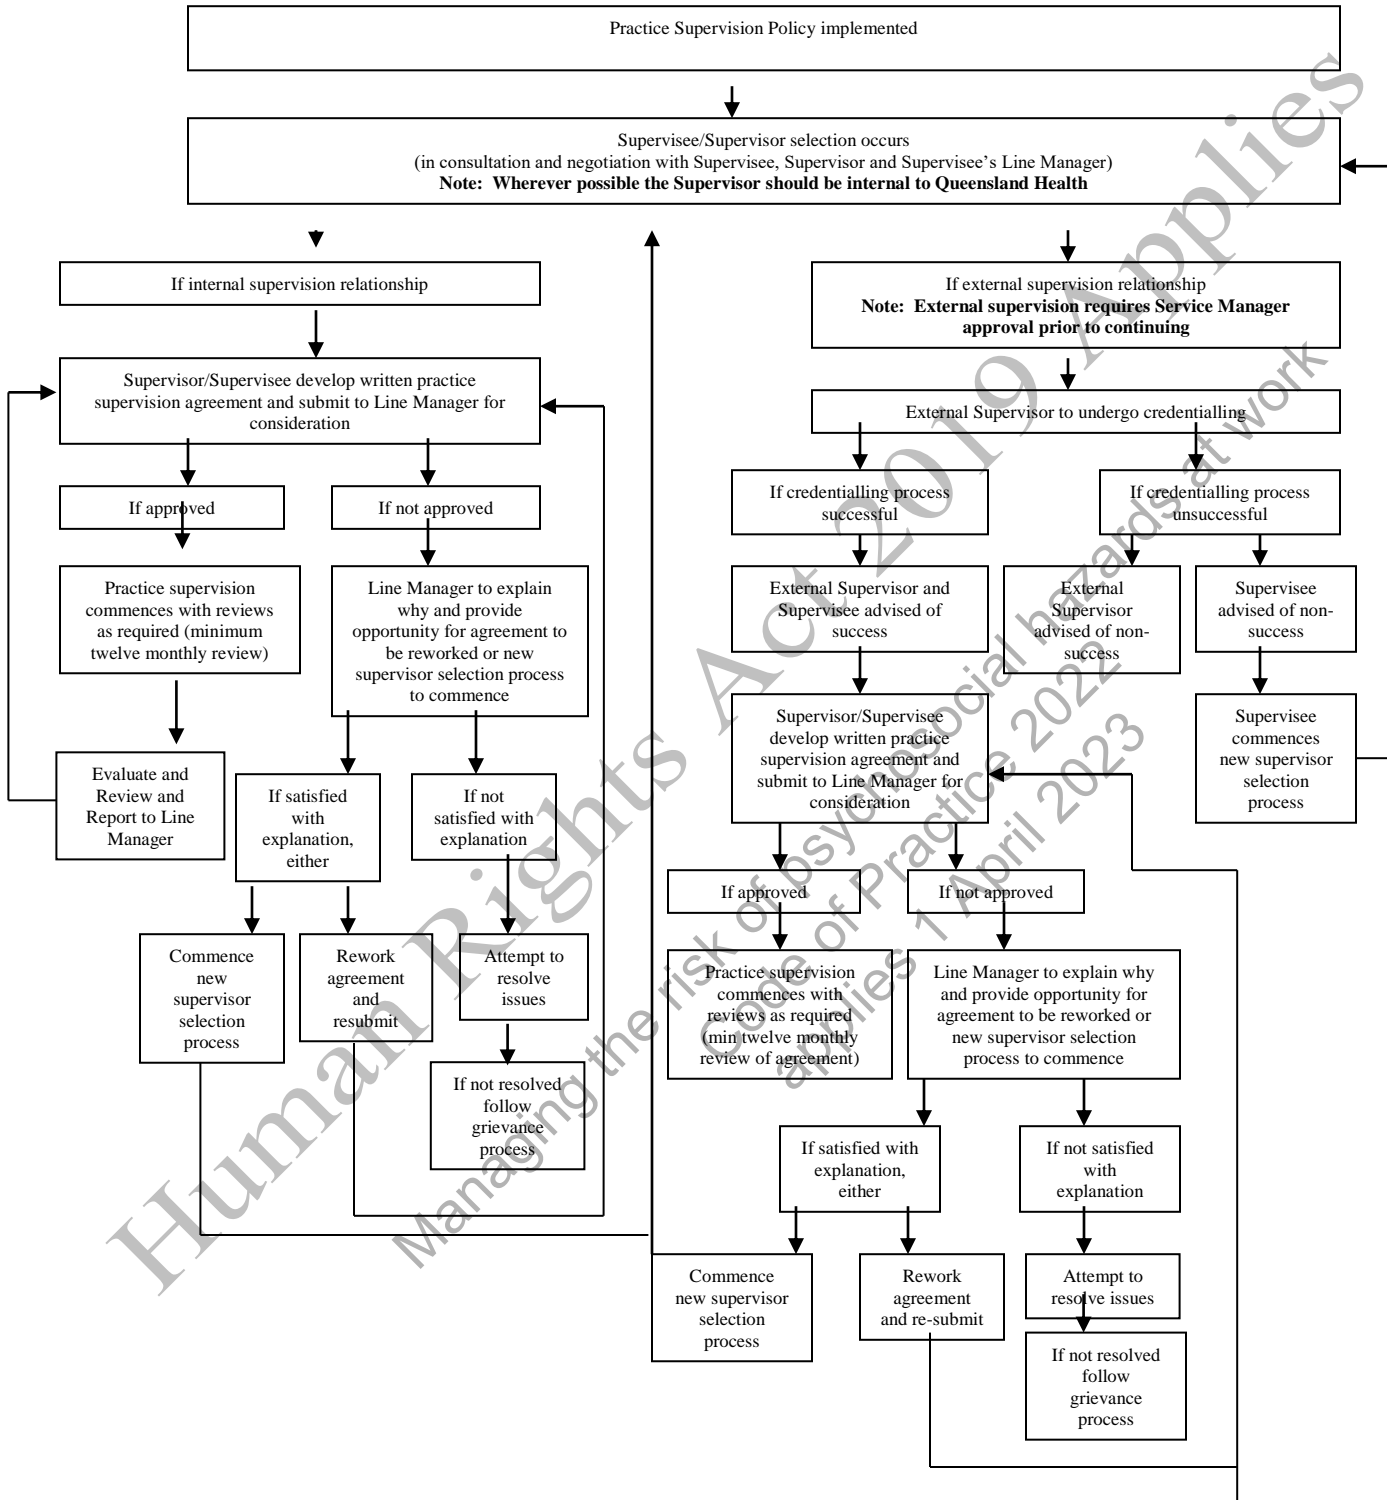 Practice Supervision Policy implemented
Supervisee/Supervisor selection occurs
(in consultation and negotiation with Supervisee, Supervisor and Supervisee’s Line Manager)
Note:  Wherever possible the Supervisor should be internal to Queensland Health
If internal supervision relationship
If external supervision relationship
Note:  External supervision requires Service Manager
approval prior to continuing
Supervisor/Supervisee develop written practice
supervision agreement and submit to Line Manager for
consideration
External Supervisor to undergo credentialling
If approved
If not approved
If credentialling process
successful
If credentialling process
unsuccessful
Practice supervision
commences with reviews
as required (minimum
twelve monthly review)
Line Manager to explain
why and provide
opportunity for agreement to
be reworked or new
supervisor selection process
to commence
External Supervisor and
Supervisee advised of
success
External
Supervisor
advised of non-
success
Supervisee
advised of non-
success
Supervisor/Supervisee
develop written practice
supervision agreement and
submit to Line Manager for
consideration
Supervisee
commences
new supervisor
selection
process
Evaluate and
Review and
Report to Line
Manager
If satisfied
with
explanation,
either
If not
satisfied with
explanation
If approved
If not approved
Commence
new
supervisor
selection
process
Rework
agreement
and
resubmit
Attempt to
resolve
issues
Practice supervision
commences with
reviews as required
(min twelve monthly
review of agreement)
Line Manager to explain why
and provide opportunity for
agreement to be reworked or
new supervisor selection
process to commence
If not resolved
follow
grievance
process
If satisfied with
explanation,
either
If not satisfied
with
explanation
Commence
new supervisor
selection
process
Rework
agreement
and re-submit
Attempt to
resolve issues
If not resolved
follow
grievance
process
Human Rights Act 2019 Applies
Managing the risk of psychosocial hazards at work
Code of Practice 2022
applies 1 April 2023